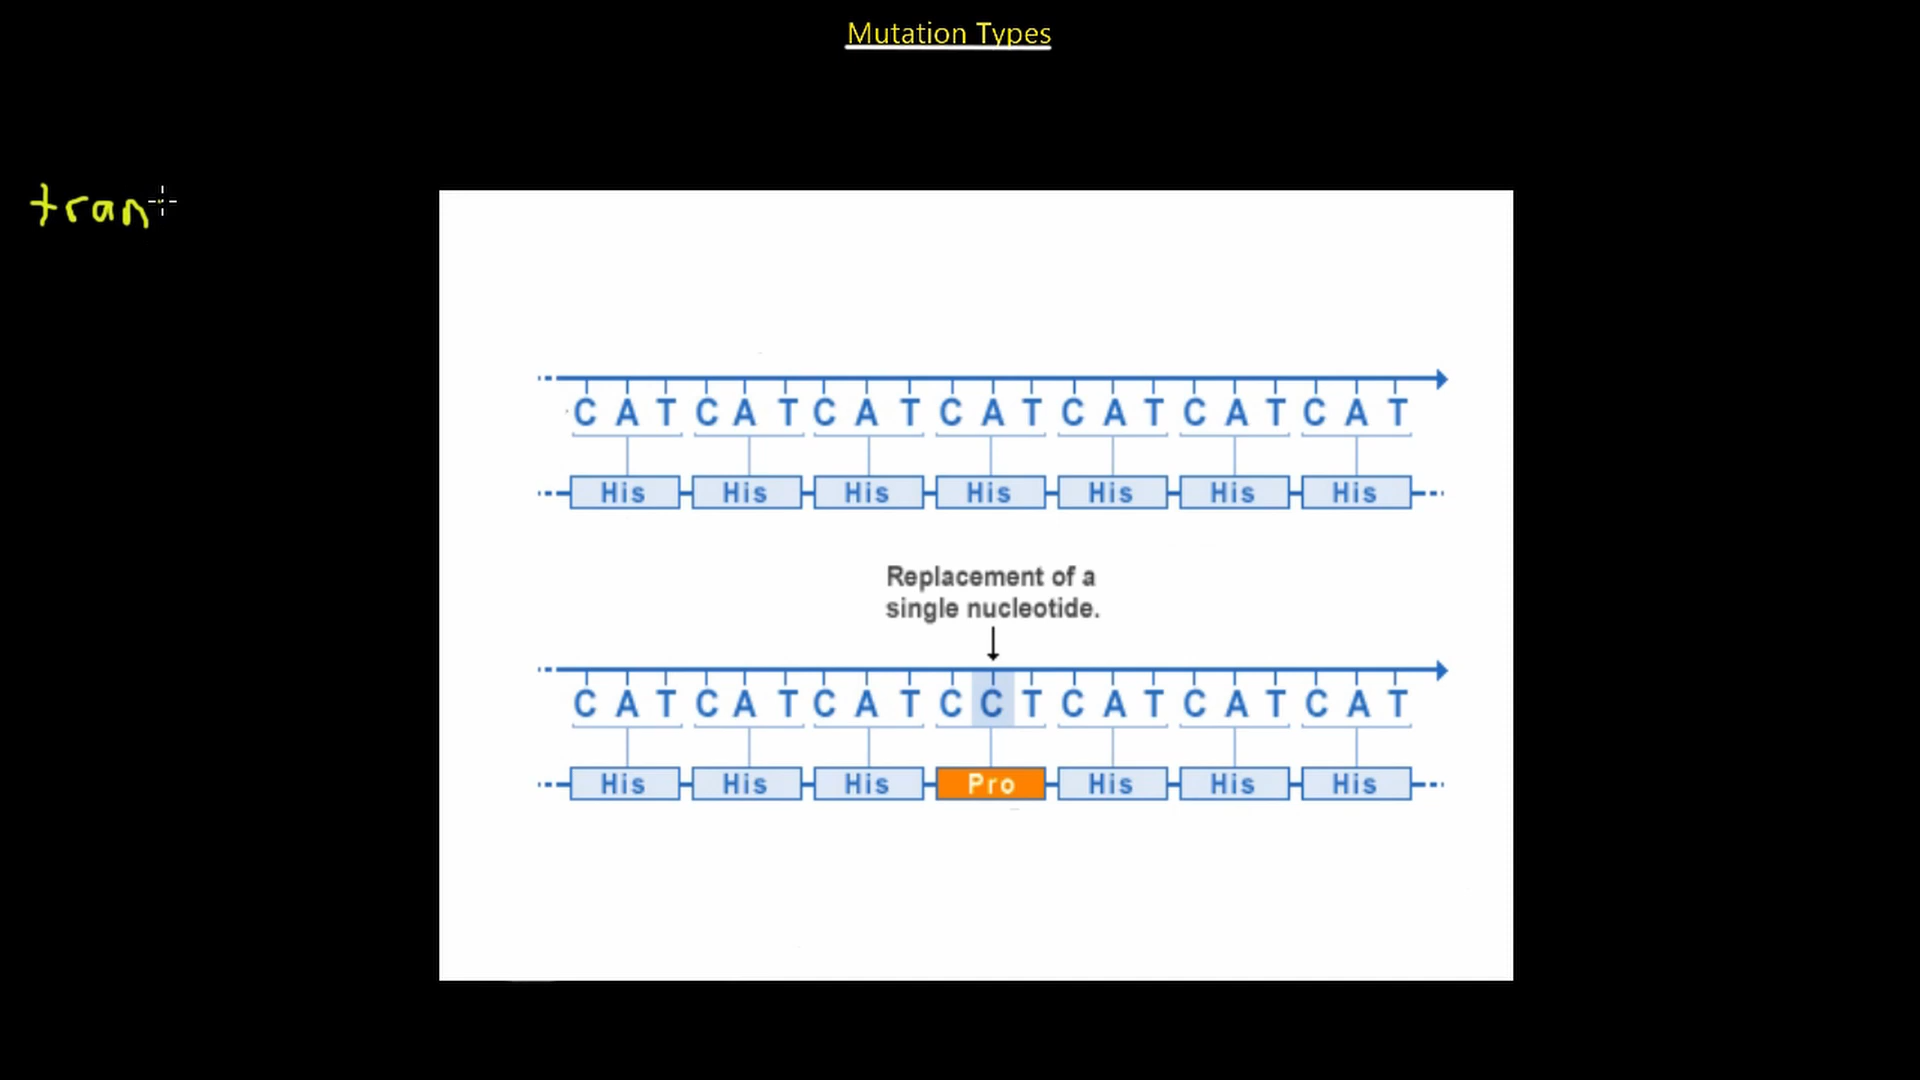 Mutation Types
tran
C A T C A T C A T C A T C A T C A T C A T
His His His His His His His
Replacement of a
single nucleotide.
C A T C A T C A T C C T C A T C A T C A T
His His His Pro His His His